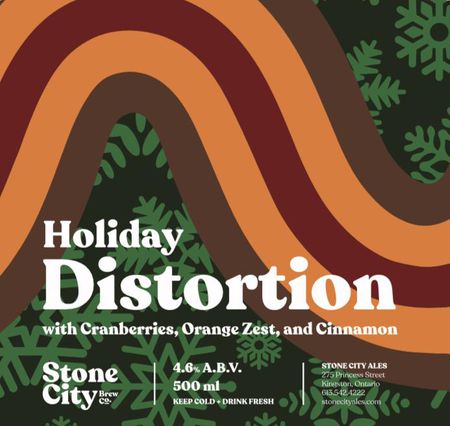 Holiday
Distortion
with Cranberries, Orange Zest, and Cinnamon
Stone
City Brew Co.
4.6% A.B.V.
500 ml
KEEP COLD + DRINK FRESH
STONE CITY ALES
275 Princess Street
Kingston, Ontario
613.542.4222
stonecityales.com